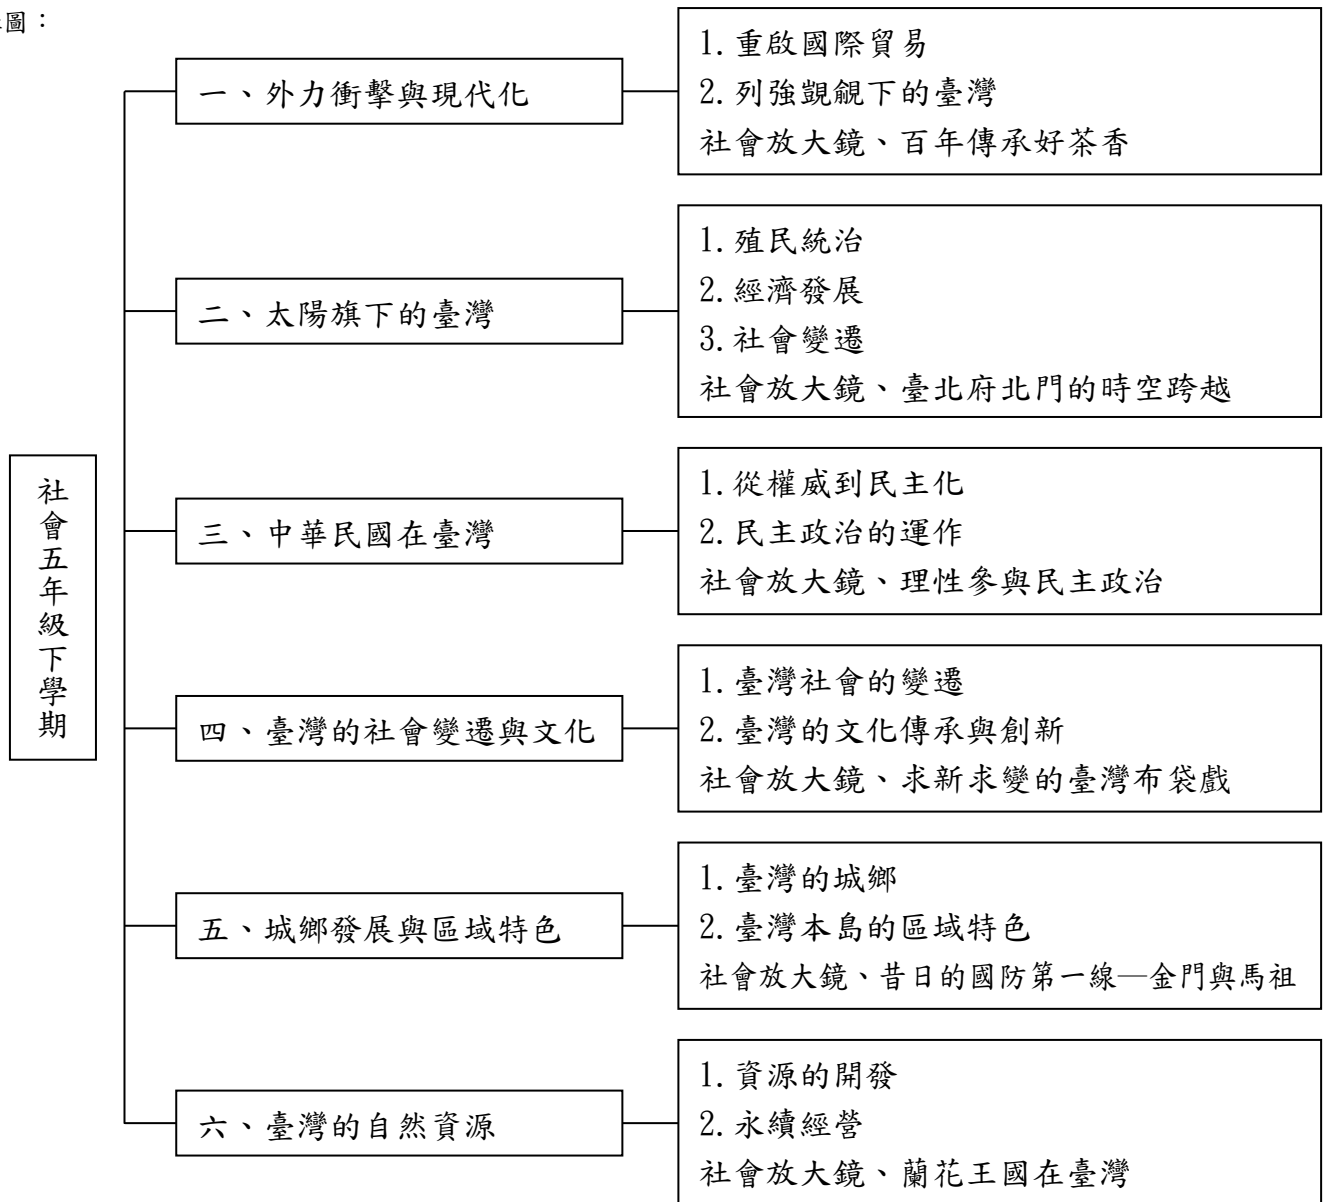 圖：
社會五年級下學期
一、外力衝擊與現代化
1.重啟國際貿易
2.列強覬覦下的臺灣
社會放大鏡、百年傳承好茶香
二、太陽旗下的臺灣
1.殖民統治
2.經濟發展
3.社會變遷
社會放大鏡、臺北府北門的時空跨越
三、中華民國在臺灣
1.從權威到民主化
2.民主政治的運作
社會放大鏡、理性參與民主政治
四、臺灣的社會變遷與文化
1.臺灣社會的變遷
2.臺灣的文化傳承與創新
社會放大鏡、求新求變的臺灣布袋戲
五、城鄉發展與區域特色
1.臺灣的城鄉
2.臺灣本島的區域特色
社會放大鏡、昔日的國防第一線—金門與馬祖
六、臺灣的自然資源
1.資源的開發
2.永續經營
社會放大鏡、蘭花王國在臺灣